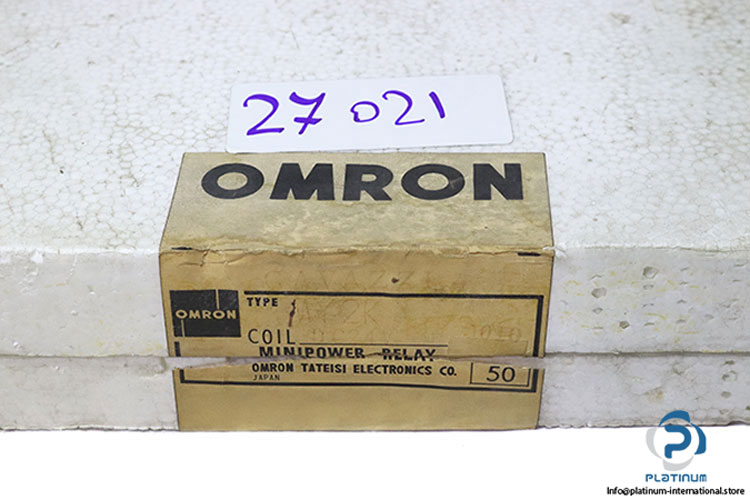 27 021
OMRON
TYPE
OMRON
COIL
MINIPOWER RELAY
OMRON TATEISI ELECTRONICS CO.
50
JAPAN
PLATINUM
Info@platinum-international.store